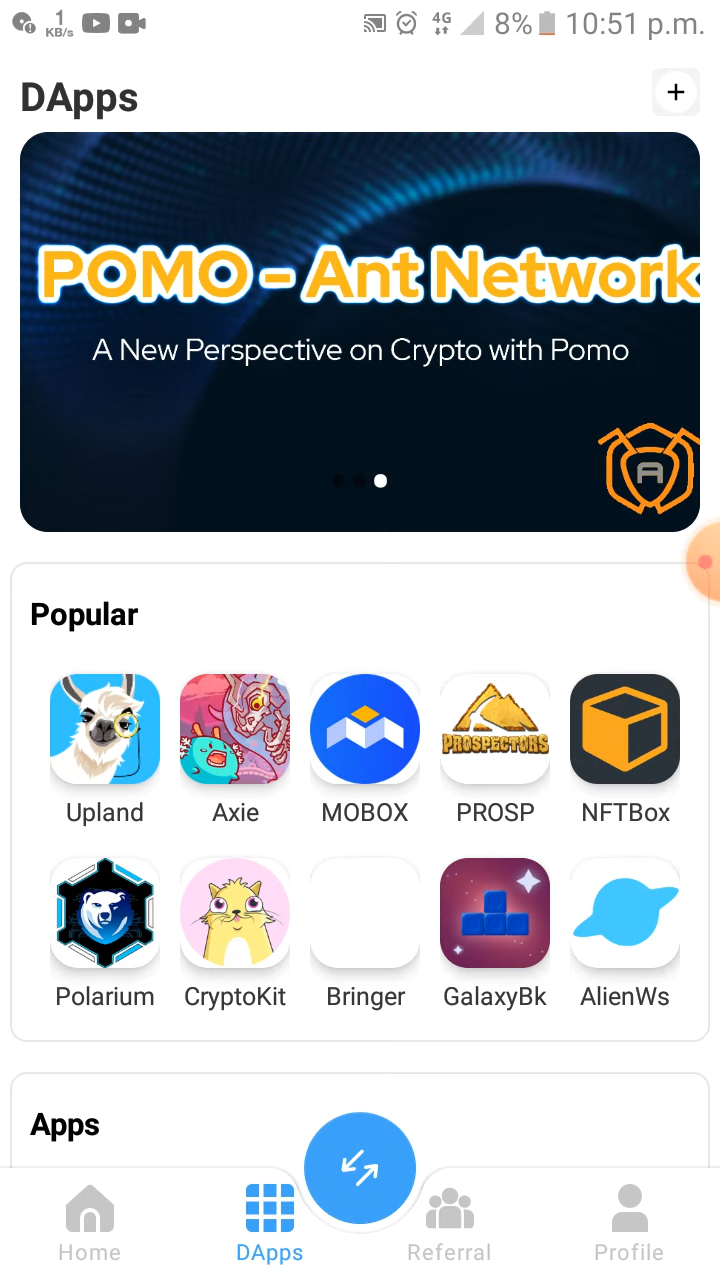 1
KB/s
4G
8%
10:51 p.m.
DApps
+
POMO - Ant Network
A New Perspective on Crypto with Pomo
A
Popular
PROSPECTORS
Upland
Axie
MOBOX
PROSP
NFTBox
Polarium
CryptoKit
Bringer
GalaxyBk
AlienWs
Apps
Home
DApps
Referral
Profile